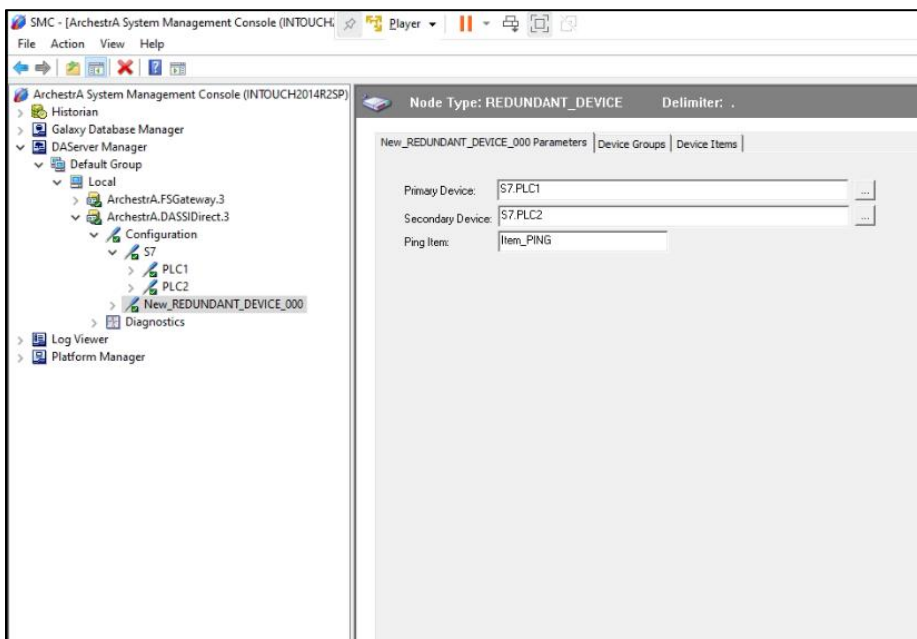 SMC - [ArchestrA System Management Console (INTOUCH
Player
File Action View Help
ArchestrA System Management Console (INTOUCH2014R2SP)
Historian
Galaxy Database Manager
DAServer Manager
Default Group
Local
ArchestrA.FSGateway.3
ArchestrA.DASSIDirect.3
Configuration
S7
PLC1
PLC2
New_REDUNDANT_DEVICE_000
Diagnostics
Log Viewer
Platform Manager
Node Type: REDUNDANT_DEVICE Delimiter: .
New_REDUNDANT_DEVICE_000 Parameters Device Groups Device Items
Primary Device: S7.PLC1 ...
Secondary Device: S7.PLC2 ...
Ping Item: Item_PING